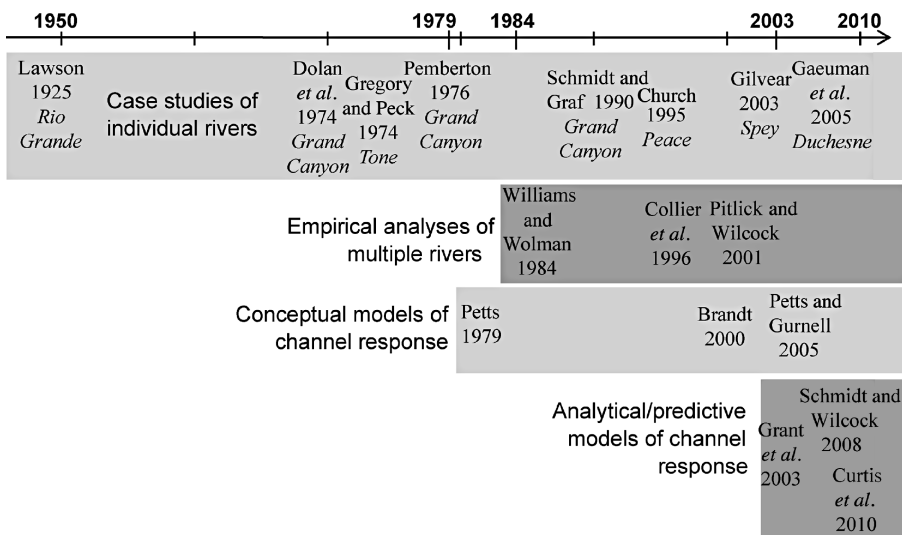 1950 1979 1984 2003 2010
Lawson
1925
Rio
Grande
Case studies of
individual rivers
Dolan
et al.
1974
Grand
Canyon
Gregory
and Peck
1974
Tone
Pemberton
1976
Grand
Canyon
Schmidt and
Graf 1990
Grand
Canyon
Church
1995
Peace
Gilvear
2003
Spey
Gaeuman
et al.
2005
Duchesne
Empirical analyses of
multiple rivers
Williams
and
Wolman
1984
Collier
et al.
1996
Pitlick and
Wilcock
2001
Conceptual models of
channel response
Petts
1979
Brandt
2000
Petts and
Gurnell
2005
Analytical/predictive
models of channel
response
Grant
et al.
2003
Schmidt and
Wilcock
2008
Curtis
et al.
2010